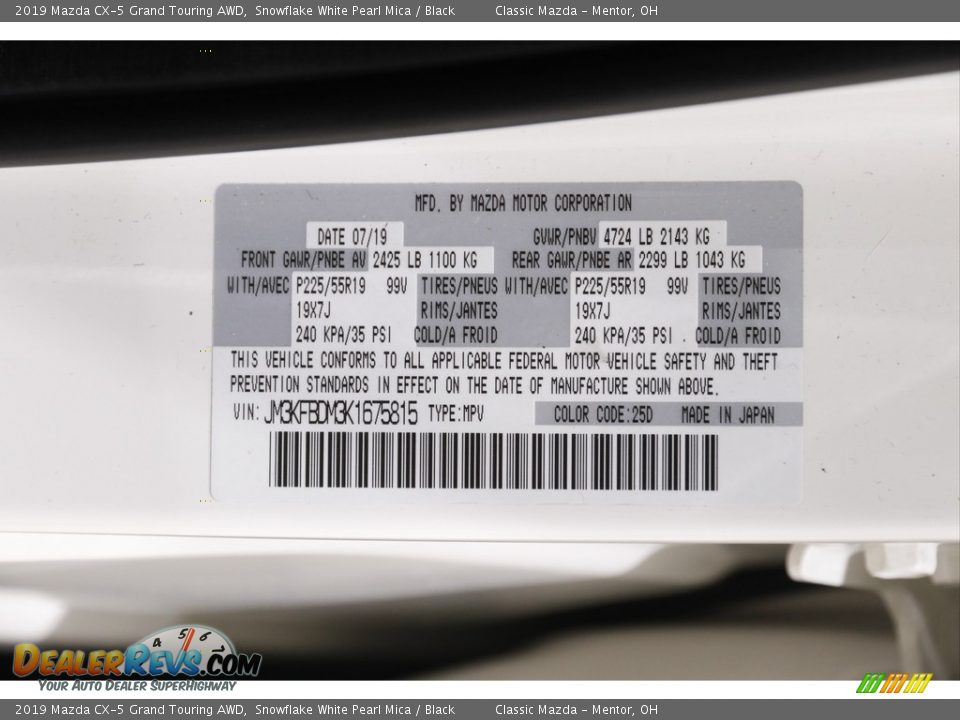 2019 Mazda CX-5 Grand Touring AWD, Snowflake White Pearl Mica / Black Classic Mazda - Mentor, OH
MFD. BY MAZDA MOTOR CORPORATION
DATE 07/19 GVWR/PNBV 4724 LB 2143 KG
FRONT GAWR/PNBE AV 2425 LB 1100 KG REAR GAWR/PNBE AR 2299 LB 1043 KG
WITH/AVEC P225/55R19 99V TIRES/PNEUS WITH/AVEC P225/55R19 99V TIRES/PNEUS
19X7J RIMS/JANTES 19X7J RIMS/JANTES
240 KPA/35 PSI COLD/A FROID 240 KPA/35 PSI COLD/A FROID
THIS VEHICLE CONFORMS TO ALL APPLICABLE FEDERAL MOTOR VEHICLE SAFETY AND THEFT
PREVENTION STANDARDS IN EFFECT ON THE DATE OF MANUFACTURE SHOWN ABOVE.
VIN: JM3KFBDM3K1675815 TYPE:MPV COLOR CODE:25D MADE IN JAPAN
4 5 6
DEALERREVS.COM
YOUR AUTO DEALER SUPERHIGHWAY
2019 Mazda CX-5 Grand Touring AWD, Snowflake White Pearl Mica / Black Classic Mazda - Mentor, OH